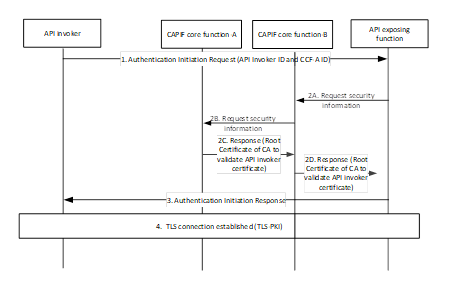 API invoker
CAPIF core function-A
CAPIF core function-B
API exposing
function
1. Authentication Initiation Request (API Invoker ID and CCF-A ID)
2A. Request security
information
2B. Request security
information
2C. Response (Root
Certificate of CA to
validate API invoker
certificate)
2D. Response (Root
Certificate of CA to
validate API invoker
certificate)
3. Authentication Initiation Response
4. TLS connection established (TLS-PKI)